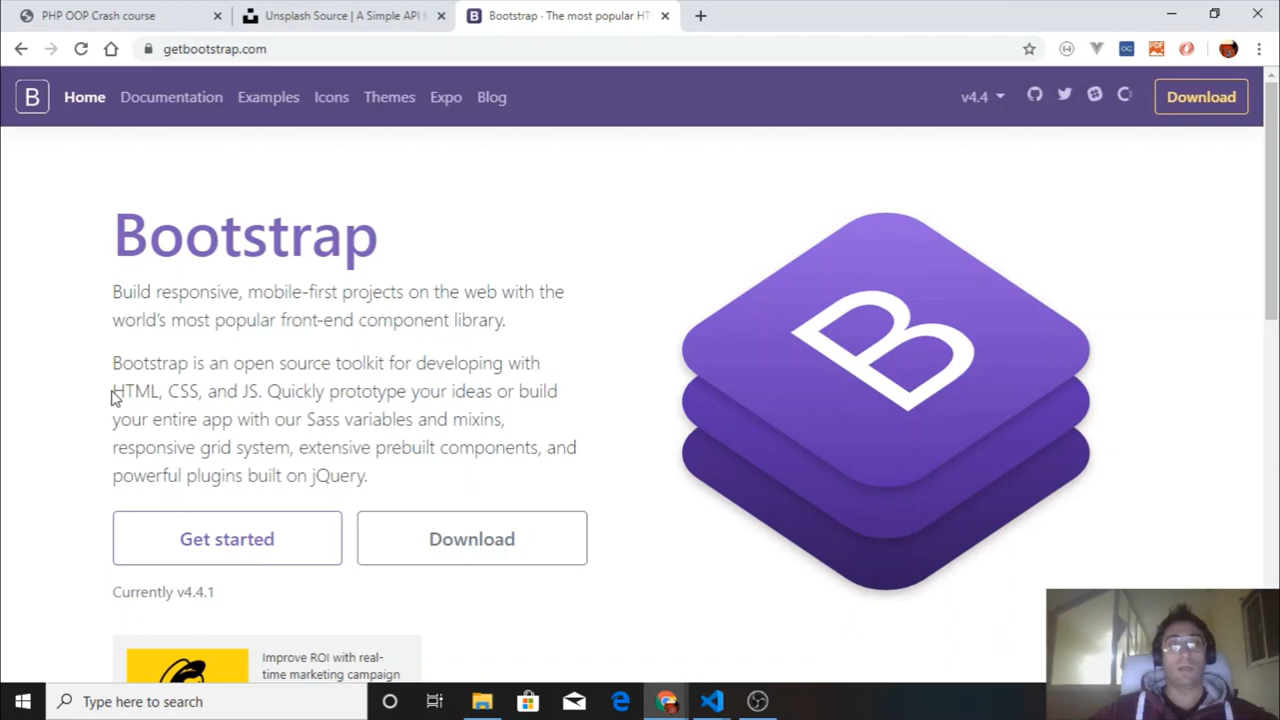 PHP OOP Crash course
Unsplash Source | A Simple API f
Bootstrap · The most popular HT
getbootstrap.com
B
Home
Documentation
Examples
Icons
Themes
Expo
Blog
v4.4
Download
Bootstrap
Build responsive, mobile-first projects on the web with the
world's most popular front-end component library.
Bootstrap is an open source toolkit for developing with
HTML, CSS, and JS. Quickly prototype your ideas or build
your entire app with our Sass variables and mixins,
responsive grid system, extensive prebuilt components, and
powerful plugins built on jQuery.
Get started
Download
Currently v4.4.1
B
Improve ROI with real-
time marketing campaign
Type here to search